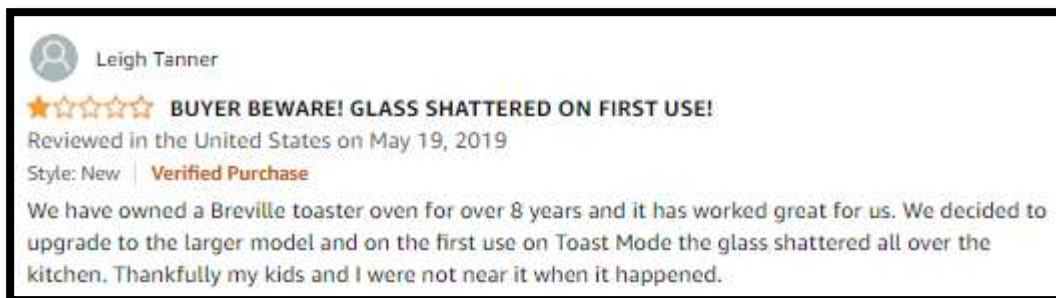 Leigh Tanner
BUYER BEWARE! GLASS SHATTERED ON FIRST USE!
Reviewed in the United States on May 19, 2019
Style: New Verified Purchase
We have owned a Breville toaster oven for over 8 years and it has worked great for us. We decided to
upgrade to the larger model and on the first use on Toast Mode the glass shattered all over the
kitchen. Thankfully my kids and I were not near it when it happened.